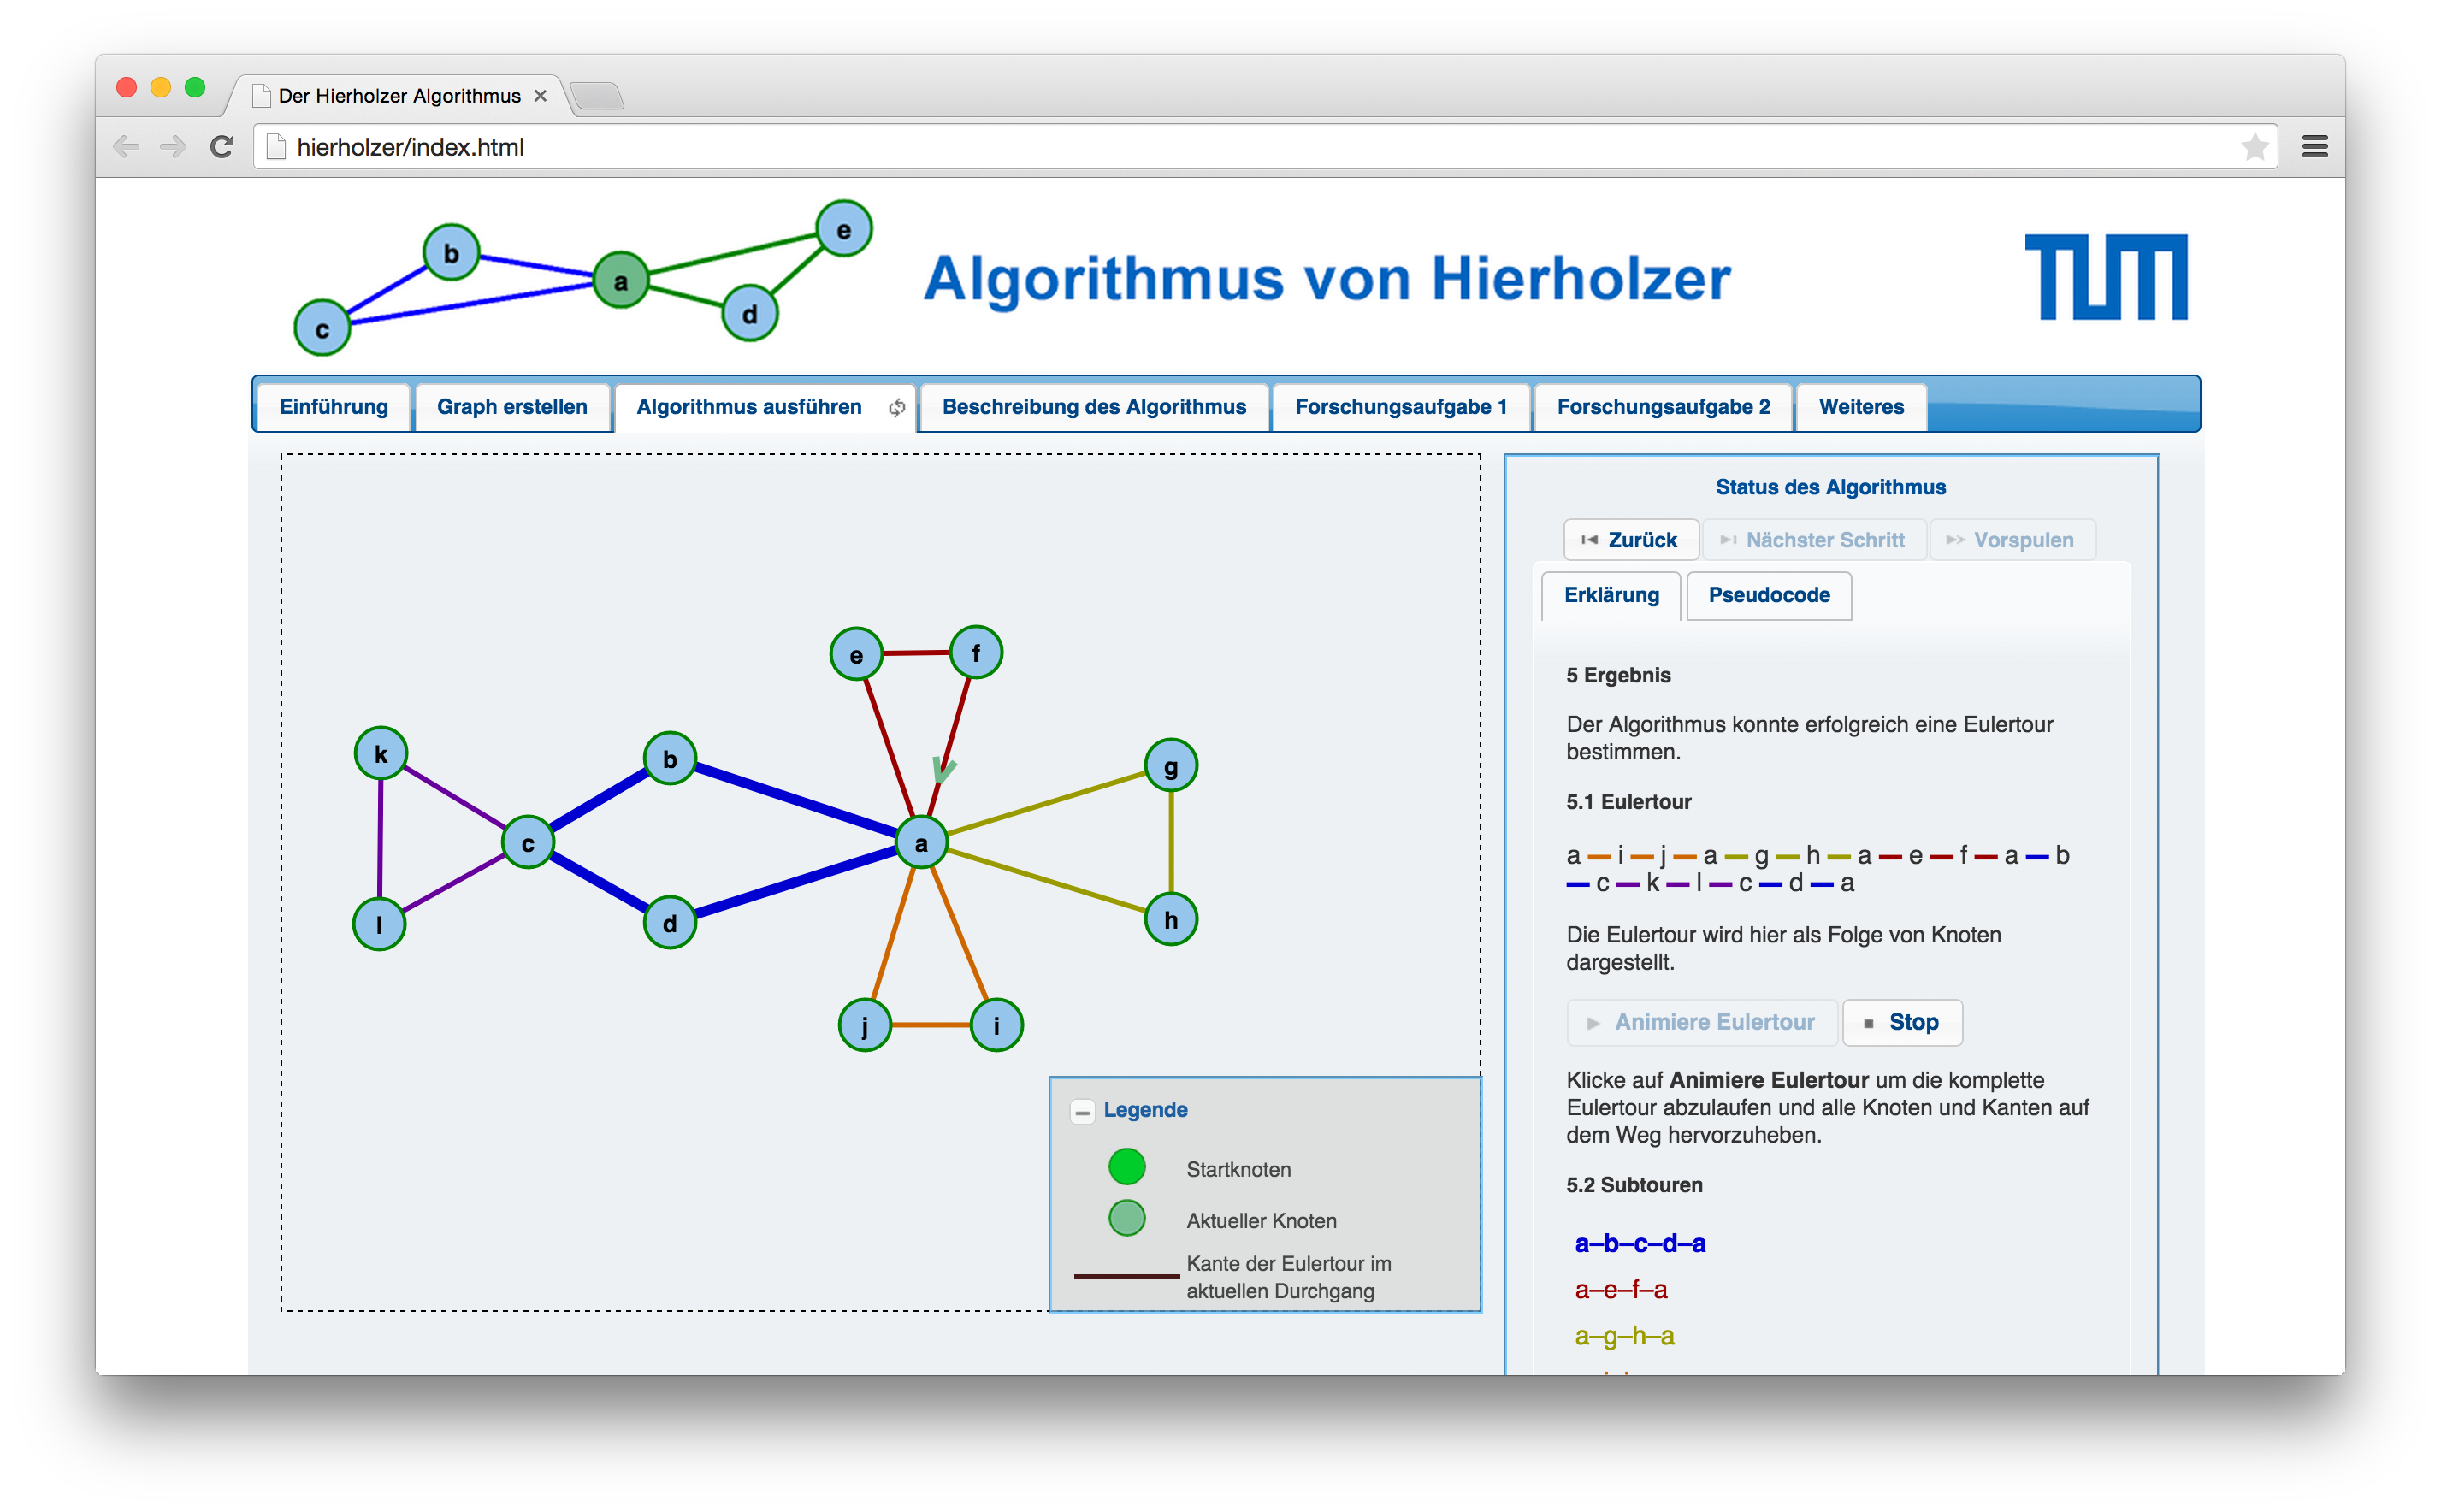 Der Hierholzer Algorithmus
hierholzer/index.html
b
e
a
d
c
Algorithmus von Hierholzer
TUM
Einführung
Graph erstellen
Algorithmus ausführen
Beschreibung des Algorithmus
Forschungsaufgabe 1
Forschungsaufgabe 2
Weiteres
e
f
k
b
g
c
a
l
d
h
j
i
Legende
Startknoten
Aktueller Knoten
Kante der Eulertour im
aktuellen Durchgang
Status des Algorithmus
Zurück
Nächster Schritt
Vorspulen
Erklärung
Pseudocode
5 Ergebnis
Der Algorithmus konnte erfolgreich eine Eulertour
bestimmen.
5.1 Eulertour
a — i — j — a — g — h — a — e — f — a — b
— c — k — l — c — d — a
Die Eulertour wird hier als Folge von Knoten
dargestellt.
Animiere Eulertour
Stop
Klicke auf Animiere Eulertour um die komplette
Eulertour abzulaufen und alle Knoten und Kanten auf
dem Weg hervorzuheben.
5.2 Subtouren
a–b–c–d–a
a–e–f–a
a–g–h–a